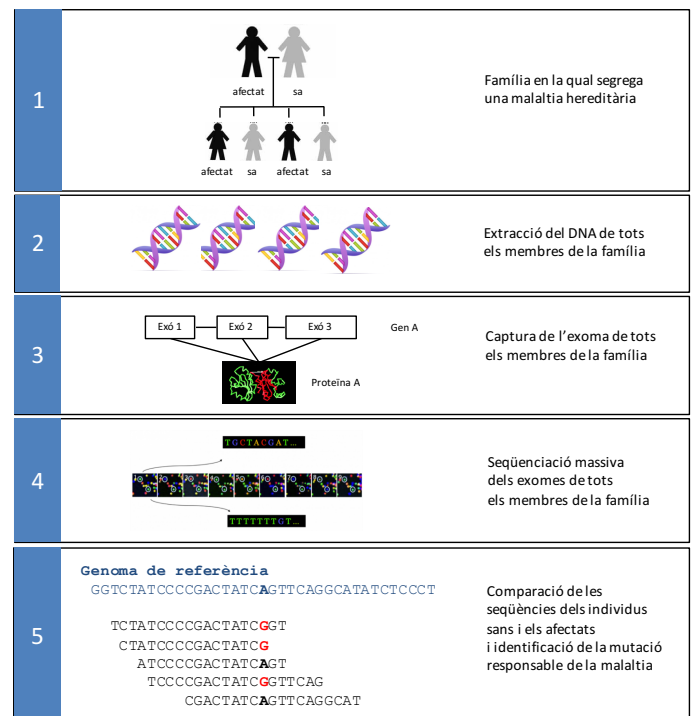 1
afectat
sa
afectat
sa
afectat
sa
Família en la qual segrega
una malaltia hereditària
2
Extracció del DNA de tots
els membres de la família
3
Exó 1
Exó 2
Exó 3
Gen A
Proteïna A
Captura de l'exoma de tots
els membres de la família
4
TGCTACGAT...
TTTTTTTGT...
Seqüenciació massiva
dels exomes de tots
els membres de la família
5
Genoma de referència
GGTCTATCCCCGACTATCAGTTCAGGCATATCTCCCT
TCTATCCCCGACTATCGGT
CTATCCCCGACTATCG
ATCCCCGACTATCAGT
TCCCCGACTATCGGTTCAG
CGACTATCAGTTCAGGCAT
Comparació de les
seqüències dels individus
sans i els afectats
i identificació de la mutació
responsable de la malaltia